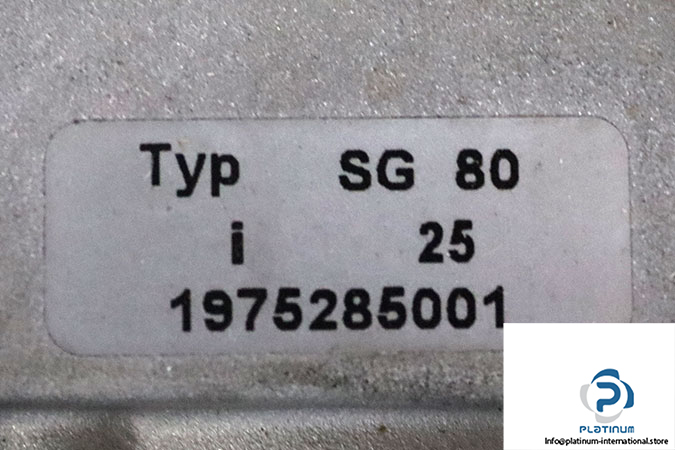 Typ SG 80
i 25
1975285001
PLATINUM
Info@platinum-international.store